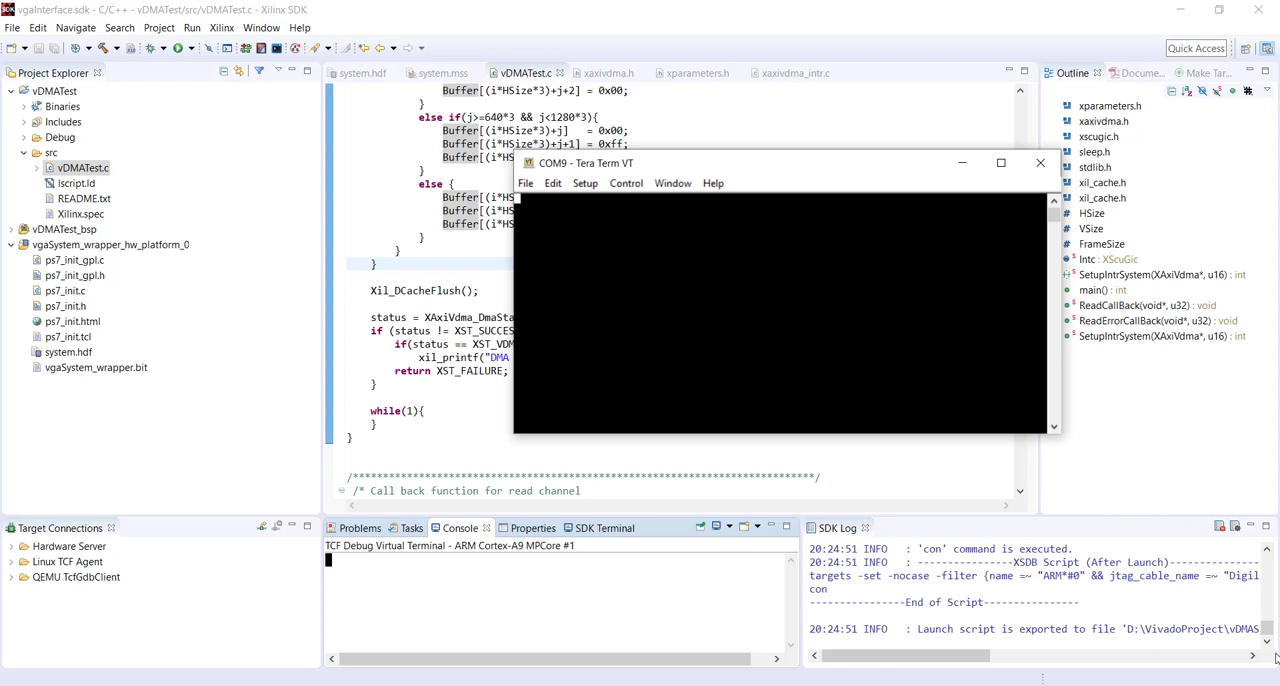 SDK vgaInterface.sdk - C/C++ - vDMATest/src/vDMATest.c - Xilinx SDK
File Edit Navigate Search Project Run Xilinx Window Help
Quick Access
Project Explorer
vDMATest
Binaries
Includes
Debug
src
vDMATest.c
lscript.ld
README.txt
Xilinx.spec
vDMATest_bsp
vgaSystem_wrapper_hw_platform_0
ps7_init_gpl.c
ps7_init_gpl.h
ps7_init.c
ps7_init.h
ps7_init.html
ps7_init.tcl
system.hdf
vgaSystem_wrapper.bit
system.hdf system.mss vDMATest.c xaxivdma.h xparameters.h xaxivdma_intr.c
Buffer[(i*HSize*3)+j+2] = 0x00;
}
else if(j>=640*3 && j<1280*3){
Buffer[(i*HSize*3)+j] = 0x00;
Buffer[(i*HSize*3)+j+1] = 0xff;
Buffer[(i*HS
}
else {
Buffer[(i*HS
Buffer[(i*HS
Buffer[(i*HS
}
}
}
Xil_DCacheFlush();
status = XAxiVdma_DmaSta
if (status != XST_SUCCES
if(status == XST_VDM
xil_printf("DMA
return XST_FAILURE;
}
while(1){
}
}
/* Call back function for read channel
VT COM9 - Tera Term VT
File Edit Setup Control Window Help
Outline Docume... Make Tar...
xparameters.h
xaxivdma.h
xscugic.h
sleep.h
stdlib.h
xil_cache.h
xil_cache.h
# HSize
# VSize
# FrameSize
Intc : XScuGic
SetupIntrSystem(XAxiVdma*, u16) : int
main() : int
ReadCallBack(void*, u32) : void
ReadErrorCallBack(void*, u32) : void
SetupIntrSystem(XAxiVdma*, u16) : int
Target Connections
Hardware Server
Linux TCF Agent
QEMU TcfGdbClient
Problems Tasks Console Properties SDK Terminal
TCF Debug Virtual Terminal - ARM Cortex-A9 MPCore #1
SDK Log
20:24:51 INFO : 'con' command is executed.
20:24:51 INFO : ---------------XSDB Script (After Launch)---------------
targets -set -nocase -filter {name =~ "ARM*#0" && jtag_cable_name =~ "Digil
con
----------------End of Script----------------
20:24:51 INFO : Launch script is exported to file 'D:\VivadoProject\vDMAS